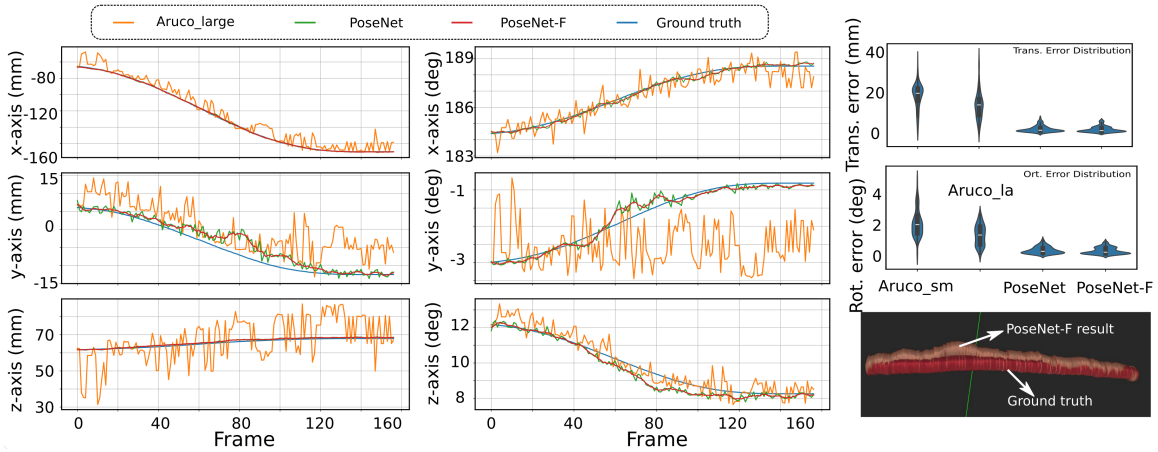 Aruco_large PoseNet PoseNet-F Ground truth
x-axis (mm)
-80
-120
-160
y-axis (mm)
15
0
-15
z-axis (mm)
70
50
30
0 40 80 120 160
Frame
x-axis (deg)
189
186
183
y-axis (deg)
-1
-3
z-axis (deg)
12
10
8
0 40 80 120 160
Frame
Trans. error (mm)
Trans. Error Distribution
40
20
0
Rot. error (deg)
Ort. Error Distribution
4
2
0
Aruco_la
Aruco_sm PoseNet PoseNet-F
PoseNet-F result
Ground truth